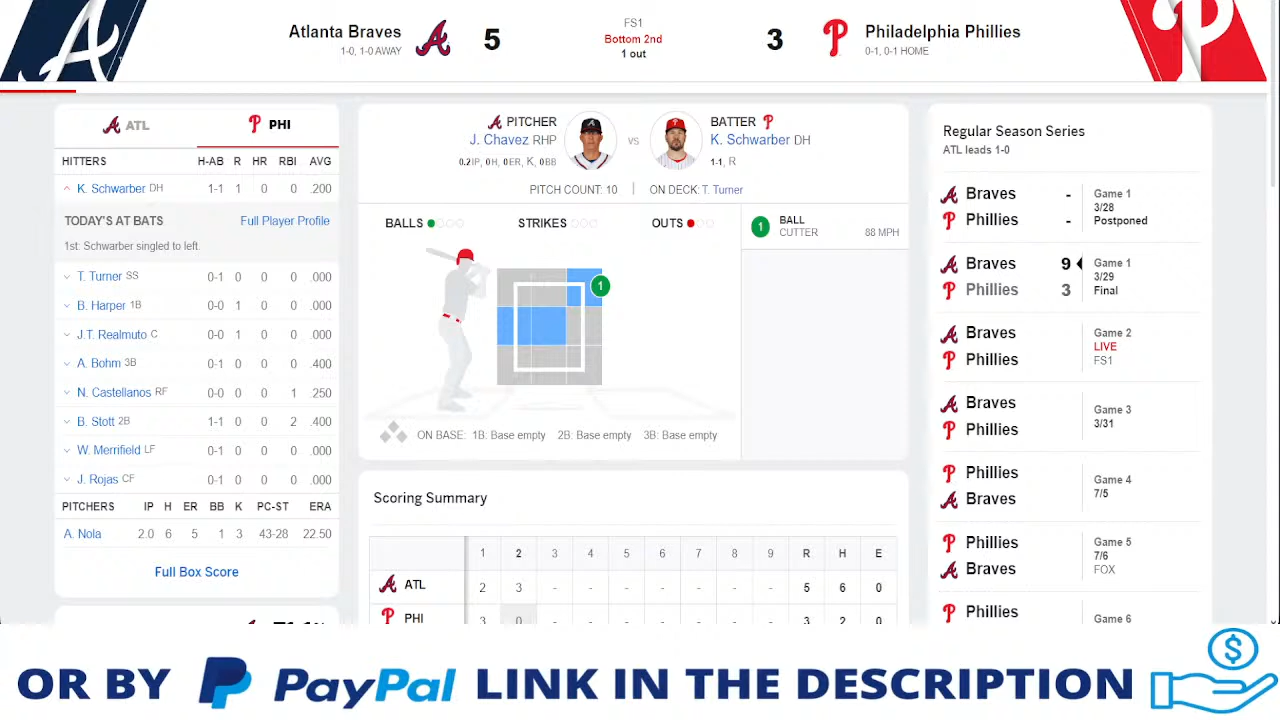 Atlanta Braves
1-0, 1-0 AWAY
5
FS1
Bottom 2nd
1 out
3
Philadelphia Phillies
0-1, 0-1 HOME
ATL
PHI
HITTERS H-AB R HR RBI AVG
K. Schwarber DH 1-1 1 0 0 .200
TODAY'S AT BATS Full Player Profile
1st: Schwarber singled to left.
T. Turner SS 0-1 0 0 0 .000
B. Harper 1B 0-0 1 0 0 .000
J.T. Realmuto C 0-0 1 0 0 .000
A. Bohm 3B 0-1 0 0 0 .400
N. Castellanos RF 0-0 0 0 1 .250
B. Stott 2B 1-1 0 0 2 .400
W. Merrifield LF 0-1 0 0 0 .000
J. Rojas CF 0-1 0 0 0 .000
PITCHERS IP H ER BB K PC-ST ERA
A. Nola 2.0 6 5 1 3 43-28 22.50
Full Box Score
PITCHER
J. Chavez RHP
0.2IP, 0H, 0ER, K, 0BB
VS
BATTER
K. Schwarber DH
1-1, R
PITCH COUNT: 10 ON DECK: T. Turner
BALLS STRIKES OUTS
1
ON BASE: 1B: Base empty 2B: Base empty 3B: Base empty
1 BALL
CUTTER 88 MPH
Scoring Summary
1 2 3 4 5 6 7 8 9 R H E
ATL 2 3 - - - - - - - 5 6 0
PHI 3 0 - - - - - - - 3 2 0
Regular Season Series
ATL leads 1-0
Braves - Game 1
3/28
Phillies - Postponed
Braves 9 Game 1
3/29
Phillies 3 Final
Braves Game 2
LIVE
Phillies FS1
Braves Game 3
Phillies 3/31
Phillies Game 4
Braves 7/5
Phillies Game 5
7/6
Braves FOX
Phillies Game 6
OR BY PayPal LINK IN THE DESCRIPTION